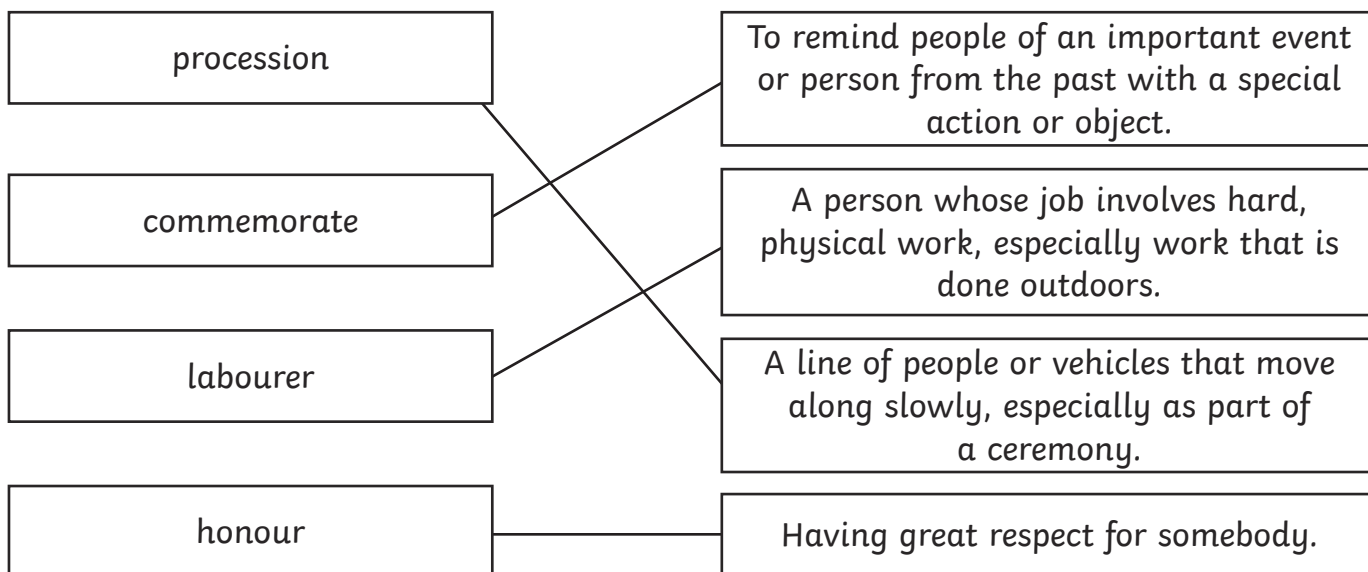 procession
commemorate
labourer
honour
To remind people of an important event
or person from the past with a special
action or object.
A person whose job involves hard,
physical work, especially work that is
done outdoors.
A line of people or vehicles that move
along slowly, especially as part of
a ceremony.
Having great respect for somebody.